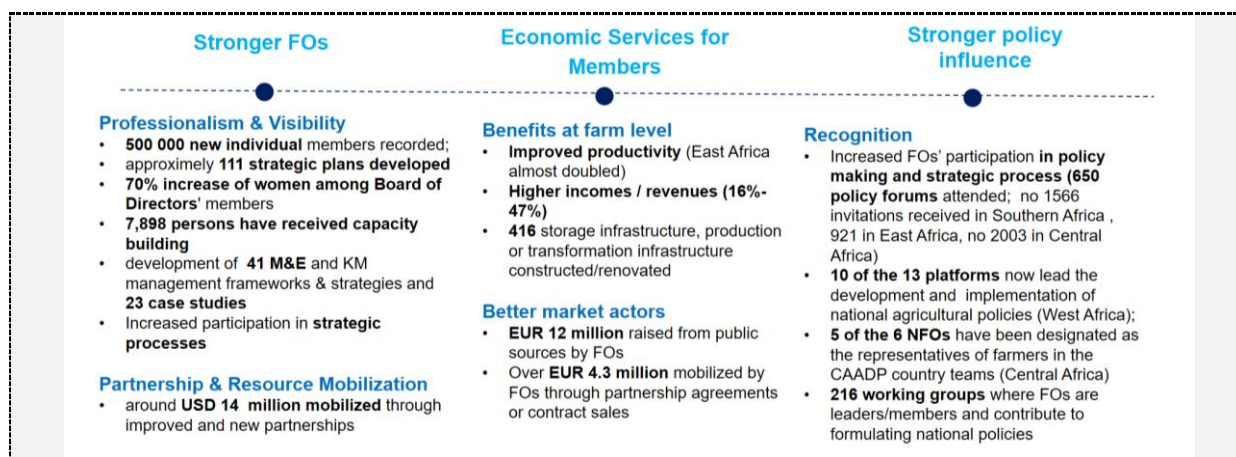 Stronger FOs
Professionalism & Visibility
• 500 000 new individual members recorded;
• approximely 111 strategic plans developed
• 70% increase of women among Board of
Directors' members
• 7,898 persons have received capacity
building
• development of 41 M&E and KM
management frameworks & strategies and
23 case studies
• Increased participation in strategic
processes
Partnership & Resource Mobilization
• around USD 14 million mobilized through
improved and new partnerships
Economic Services for
Members
Benefits at farm level
• Improved productivity (East Africa
almost doubled)
• Higher incomes / revenues (16%-
47%)
• 416 storage infrastructure, production
or transformation infrastructure
constructed/renovated
Better market actors
• EUR 12 million raised from public
sources by FOs
• Over EUR 4.3 million mobilized by
FOs through partnership agreements
or contract sales
Stronger policy
influence
Recognition
• Increased FOs' participation in policy
making and strategic process (650
policy forums attended; no 1566
invitations received in Southern Africa ,
921 in East Africa, no 2003 in Central
Africa)
• 10 of the 13 platforms now lead the
development and implementation of
national agricultural policies (West Africa);
• 5 of the 6 NFOs have been designated as
the representatives of farmers in the
CAADP country teams (Central Africa)
• 216 working groups where FOs are
leaders/members and contribute to
formulating national policies